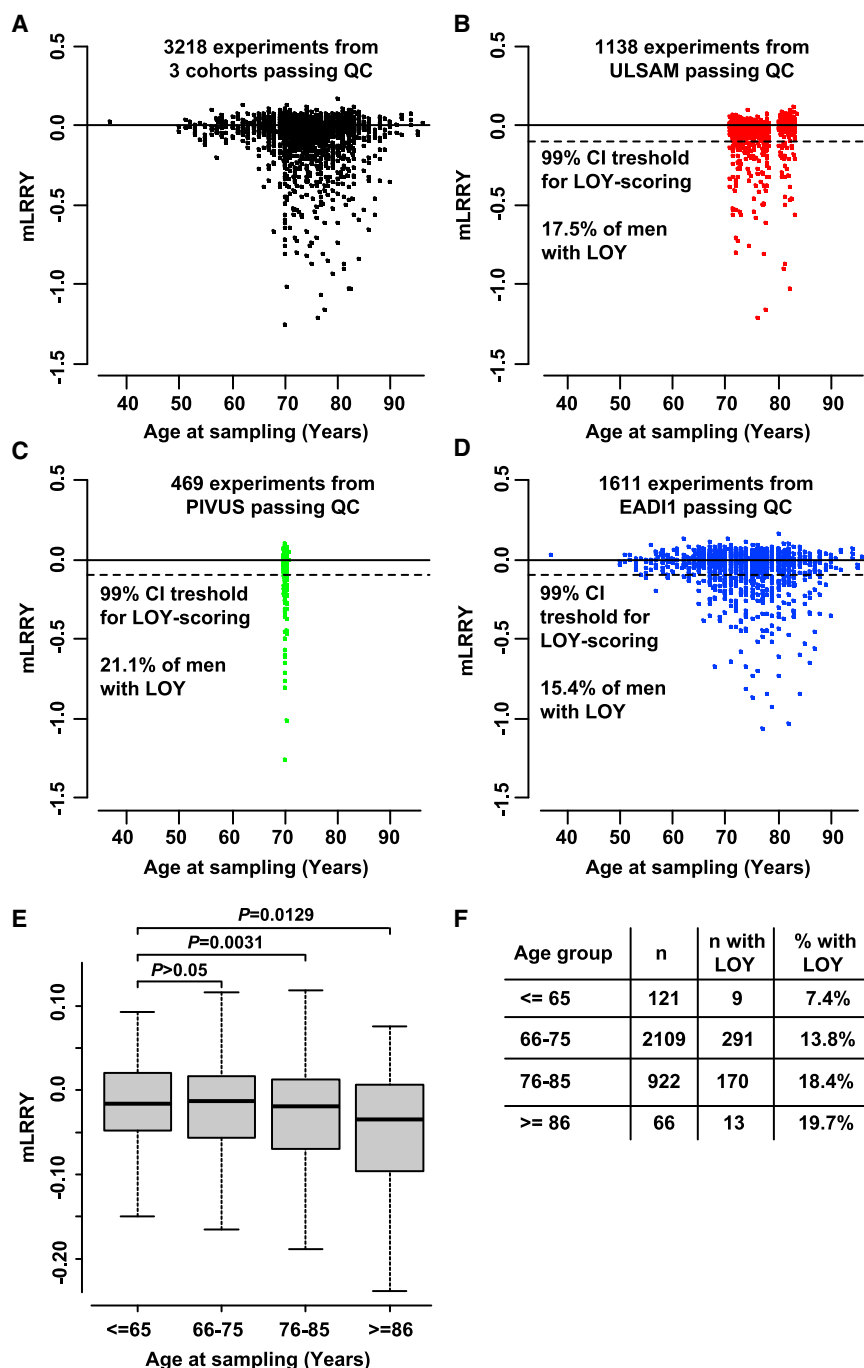 A
3218 experiments from
3 cohorts passing QC
0.5
0.0
-0.5
-1.0
-1.5
mLRRY
40 50 60 70 80 90
Age at sampling (Years)
B
1138 experiments from
ULSAM passing QC
0.5
0.0
-0.5
-1.0
-1.5
mLRRY
99% CI treshold
for LOY-scoring
17.5% of men
with LOY
40 50 60 70 80 90
Age at sampling (Years)
C
469 experiments from
PIVUS passing QC
0.5
0.0
-0.5
-1.0
-1.5
mLRRY
99% CI treshold
for LOY-scoring
21.1% of men
with LOY
40 50 60 70 80 90
Age at sampling (Years)
D
1611 experiments from
EADI1 passing QC
0.5
0.0
-0.5
-1.0
-1.5
mLRRY
99% CI
treshold for
LOY-scoring
15.4% of men
with LOY
40 50 60 70 80 90
Age at sampling (Years)
E
P=0.0129
P=0.0031
P>0.05
0.10
0.0
-0.10
-0.20
mLRRY
<=65 66-75 76-85 >=86
Age at sampling (Years)
F
Age group n n with LOY % with LOY
<= 65 121 9 7.4%
66-75 2109 291 13.8%
76-85 922 170 18.4%
>= 86 66 13 19.7%